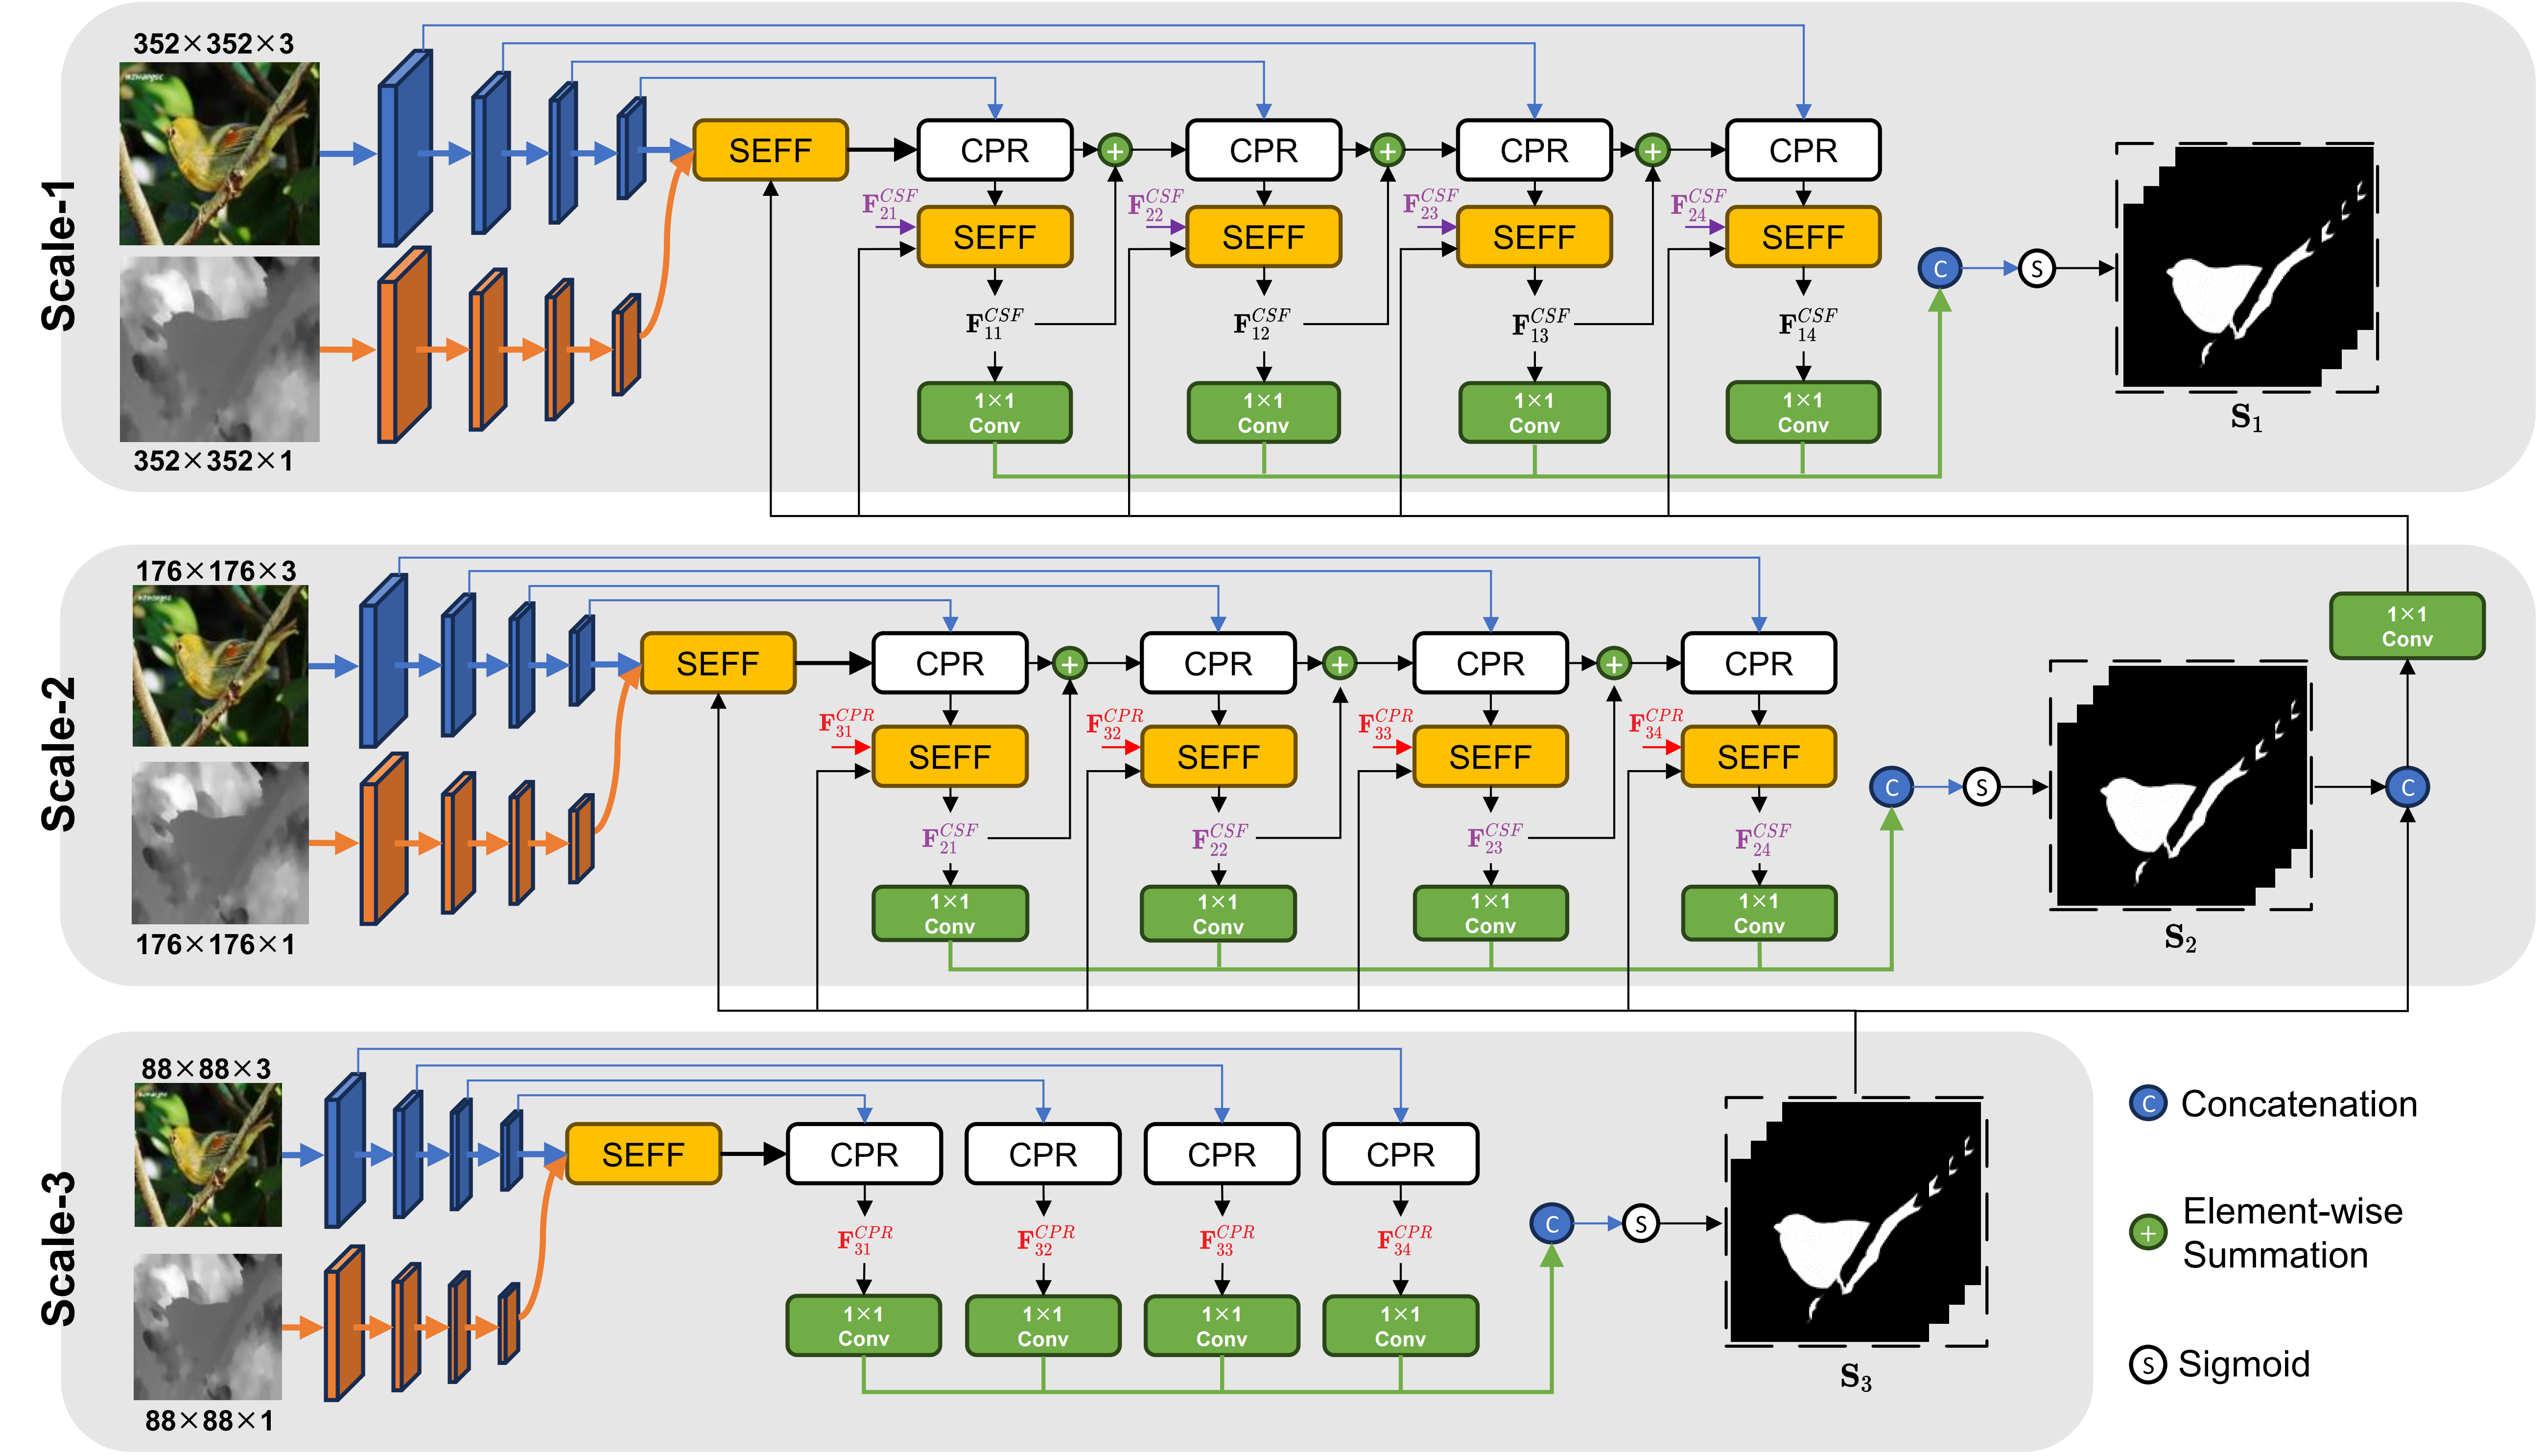 Scale-1
352×352×3
wzwangsc
352×352×1
SEFF
CPR
CPR
CPR
CPR
F_{21}^{CSF}
F_{22}^{CSF}
F_{23}^{CSF}
F_{24}^{CSF}
SEFF
SEFF
SEFF
SEFF
F_{11}^{CSF}
F_{12}^{CSF}
F_{13}^{CSF}
F_{14}^{CSF}
1×1
Conv
1×1
Conv
1×1
Conv
1×1
Conv
C
S
S_1
Scale-2
176×176×3
176×176×1
SEFF
CPR
CPR
CPR
CPR
F_{31}^{CPR}
F_{32}^{CPR}
F_{33}^{CPR}
F_{34}^{CPR}
SEFF
SEFF
SEFF
SEFF
F_{21}^{CSF}
F_{22}^{CSF}
F_{23}^{CSF}
F_{24}^{CSF}
1×1
Conv
1×1
Conv
1×1
Conv
1×1
Conv
C
S
S_2
C
1×1
Conv
Scale-3
88×88×3
88×88×1
SEFF
CPR
CPR
CPR
CPR
F_{31}^{CPR}
F_{32}^{CPR}
F_{33}^{CPR}
F_{34}^{CPR}
1×1
Conv
1×1
Conv
1×1
Conv
1×1
Conv
C
S
S_3
C Concatenation
+ Element-wise
Summation
S Sigmoid